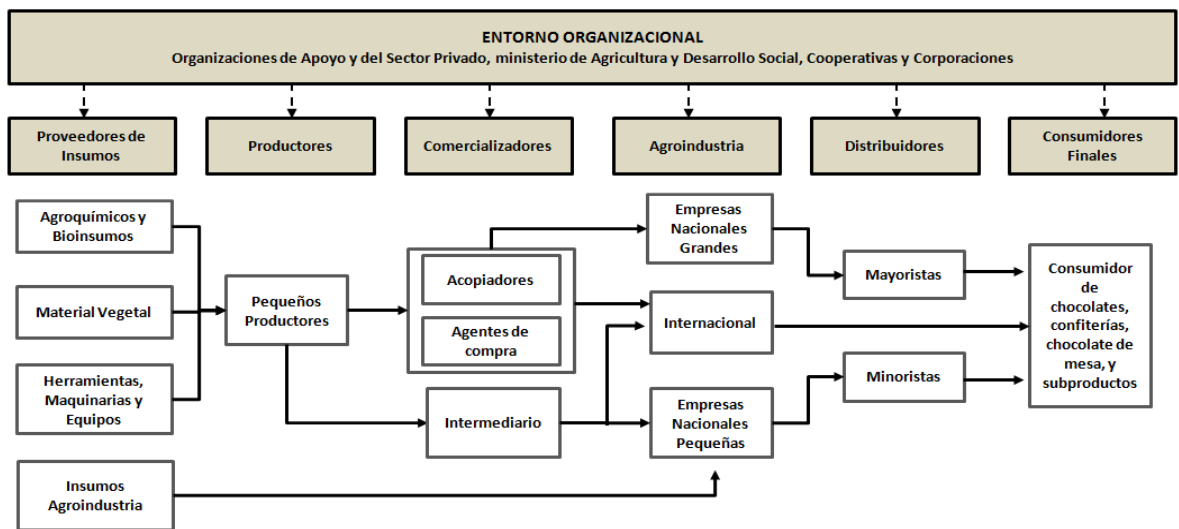 ENTORNO ORGANIZACIONAL
Organizaciones de Apoyo y del Sector Privado, ministerio de Agricultura y Desarrollo Social, Cooperativas y Corporaciones
Proveedores de
Insumos
Productores
Comercializadores
Agroindustria
Distribuidores
Consumidores
Finales
Agroquímicos y
Bioinsumos
Material Vegetal
Herramientas,
Maquinarias y
Equipos
Insumos
Agroindustria
Pequeños
Productores
Acopiadores
Agentes de
compra
Intermediario
Empresas
Nacionales
Grandes
Internacional
Empresas
Nacionales
Pequeñas
Mayoristas
Minoristas
Consumidor
de
chocolates,
confiterías,
chocolate de
mesa, y
subproductos